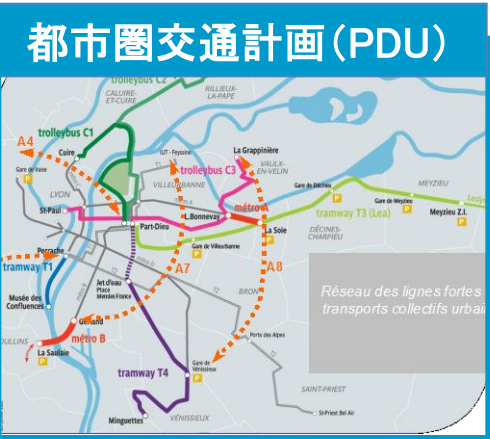 都市圏交通計画(PDU)
trolleybus C2
CALUIRE-
ET-CUIRE
RILLIEUX-
LA-PAPE
trolleybus C1
A4
Cuire
IUT - Feyssine
La Grappinière
Gare de Vaise
P
trolleybus C3
VAULX-
EN-VELIN
LYON
VILLEURBANNE
MEYZIEU
Gare de Décines
P
Gare de Meyzieu
P
St-Paul
L.Bonnevay
métro A
tramway T3 (Lea)
Meyzieu Z.I.
P
Part-Dieu
La Soie
P
DÉCINES-
CHARPIEU
Perrache
Gare de Villeurbanne
tramway T1
A7
A8
Jet d'eau
Place
Mendès France
T2
BRON
Réseau des lignes fortes
transports collectifs urbai
Musée des
Confluences
métro B
Gerland
OULLINS
métro B
Porte des Alpes
La Saulaie
P
Gare de
Vénissieux
P
tramway T4
SAINT-PRIEST
Minguettes
VÉNISSIEUX
St-Priest Bel Air